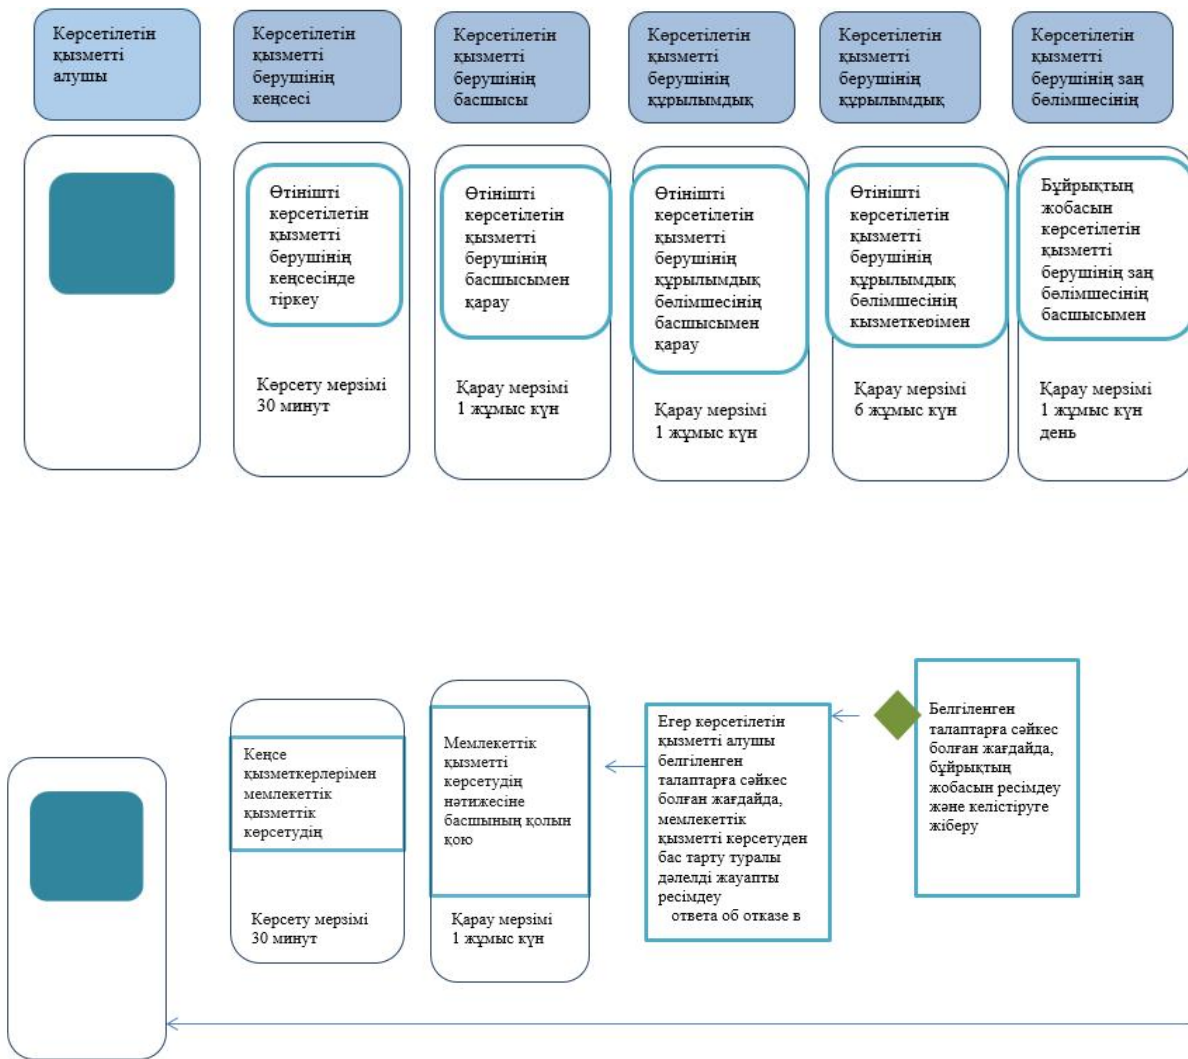 Көрсетілетін
қызметті
алушы
Көрсетілетін
қызметті
берушінің
кеңсесі
Көрсетілетін
қызметті
берушінің
басшысы
Көрсетілетін
қызметті
берушінің
құрылымдық
Көрсетілетін
қызметті
берушінің
құрылымдық
Көрсетілетін
қызметті
берушінің заң
бөлімшесінің
Өтінішті
көрсетілетін
қызметті
берушінің
кеңсесінде
тіркеу
Көрсету мерзімі
30 минут
Өтінішті
көрсетілетін
қызметті
берушінің
басшысымен
қарау
Қарау мерзімі
1 жұмыс күн
Өтінішті
көрсетілетін
қызметті
берушінің
құрылымдық
бөлімшесінің
басшысымен
қарау
Қарау мерзімі
1 жұмыс күн
Өтінішті
көрсетілетін
қызметті
берушінің
құрылымдық
бөлімшесінің
қызметкерімен
Қарау мерзімі
6 жұмыс күн
Бұйрықтың
жобасын
көрсетілетін
қызметті
берушінің заң
бөлімшесінің
басшысымен
Қарау мерзімі
1 жұмыс күн
день
Кеңсе
қызметкерлерімен
мемлекеттік
қызметтік
көрсетудің
Көрсету мерзімі
30 минут
Мемлекеттік
қызметті
көрсетудің
нәтижесіне
басшының қолын
қою
Қарау мерзімі
1 жұмыс күн
Егер көрсетілетін
қызметті алушы
белгіленген
талаптарға сәйкес
болған жағдайда,
мемлекеттік
қызметті көрсетуден
бас тарту туралы
дәлелді жауапты
ресімдеу
ответа об отказе в
Белгіленген
талаптарға сәйкес
болған жағдайда,
бұйрықтың
жобасын ресімдеу
және келістіруге
жіберу